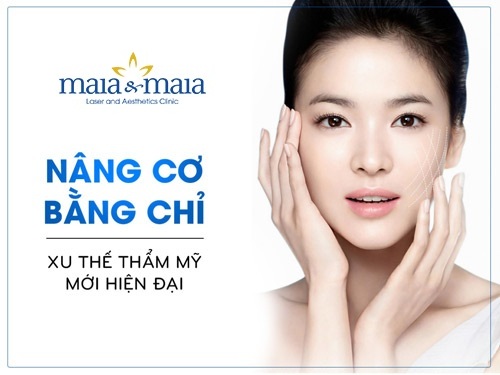 maia & maia
Laser and Aesthetics Clinic
NÂNG CƠ
BẰNG CHỈ
XU THẾ THẨM MỸ
MỚI HIỆN ĐẠI